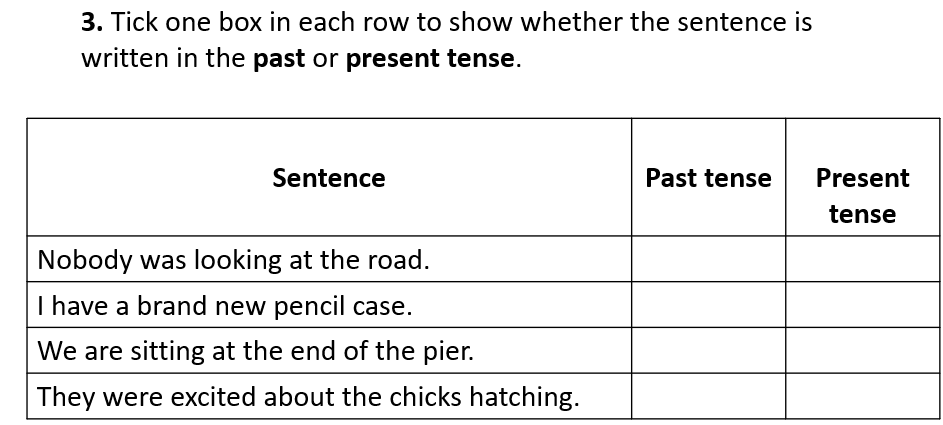 3. Tick one box in each row to show whether the sentence is
written in the past or present tense.
Sentence
Past tense
Present
tense
Nobody was looking at the road.
I have a brand new pencil case.
We are sitting at the end of the pier.
They were excited about the chicks hatching.